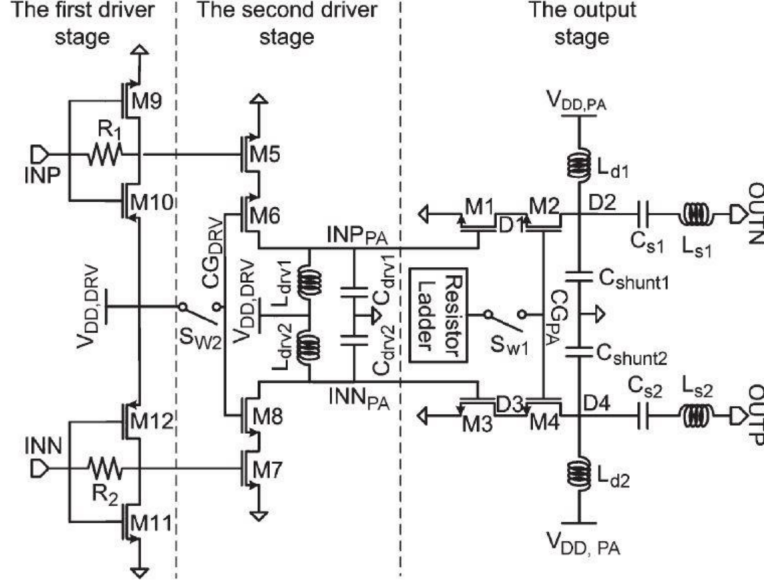 The first driver
stage
The second driver
stage
The output
stage
M9
R1
INP
M10
VDD,DRV
SW2
M12
INN
R2
M11
M5
M6
CGDRV
VDD,DRV
INPPA
Ldrv1
Cdrv1
Ldrv2
Cdrv2
INNPA
M8
M7
VDD,PA
Ld1
M1
M2
D1
D2
Cs1
Ls1
OUTN
Resistor
Ladder
Sw1
CGPA
Cshunt1
Cshunt2
M3
D3
M4
D4
Cs2
Ls2
OUTP
Ld2
VDD, PA